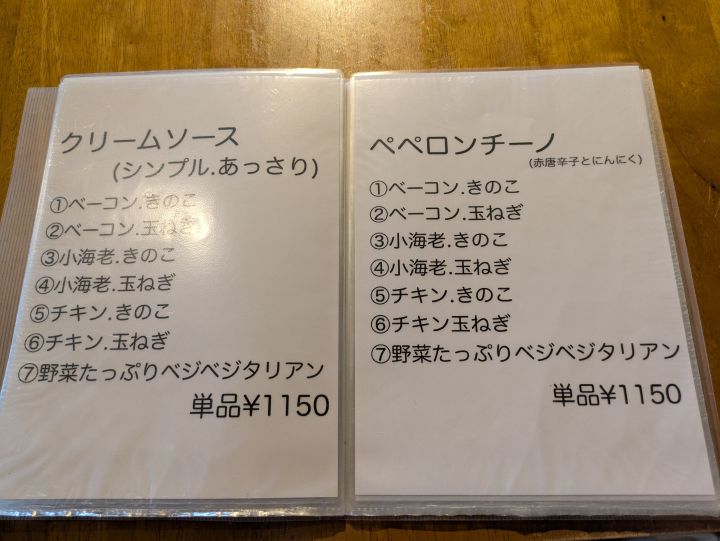 クリームソース
(シンプル.あっさり)
①ベーコン.きのこ
②ベーコン.玉ねぎ
③小海老.きのこ
④小海老.玉ねぎ
⑤チキン.きのこ
⑥チキン.玉ねぎ
⑦野菜たっぷりベジベジタリアン
単品¥1150
ペペロンチーノ
(赤唐辛子とにんにく)
①ベーコン.きのこ
②ベーコン.玉ねぎ
③小海老.きのこ
④小海老.玉ねぎ
⑤チキン.きのこ
⑥チキン玉ねぎ
⑦野菜たっぷりベジベジタリアン
単品¥1150